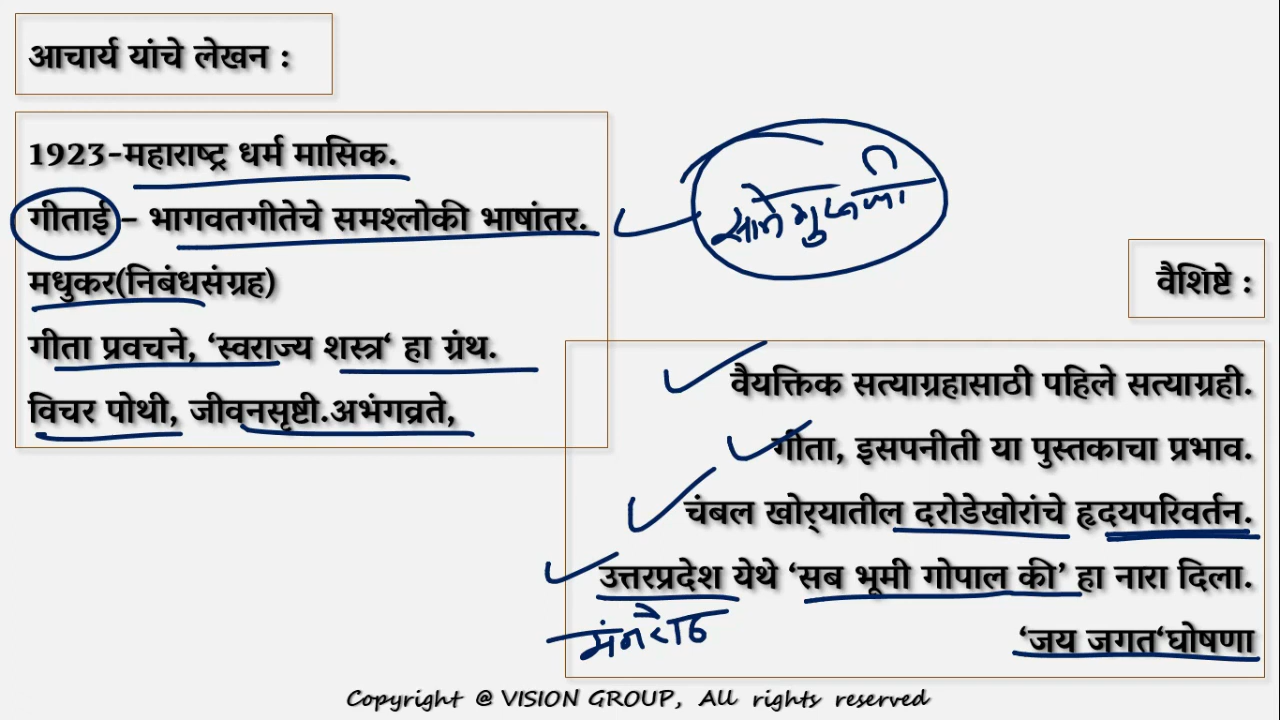 आचार्य यांचे लेखन :
1923-महाराष्ट्र धर्म मासिक.
गीताई – भागवतगीतेचे समश्लोकी भाषांतर.
मधुकर(निबंधसंग्रह)
गीता प्रवचने, ‘स्वराज्य शस्त्र‘ हा ग्रंथ.
विचर पोथी, जीवनसृष्टी.अभंगव्रते,
साने गुरुजी
वैशिष्टे :
वैयक्तिक सत्याग्रहासाठी पहिले सत्याग्रही.
गीता, इसपनीती या पुस्तकाचा प्रभाव.
चंबल खोऱ्यातील दरोडेखोरांचे हृदयपरिवर्तन.
उत्तरप्रदेश येथे ‘सब भूमी गोपाल की’ हा नारा दिला.
‘जय जगत‘घोषणा
Copyright @ VISION GROUP, All rights reserved